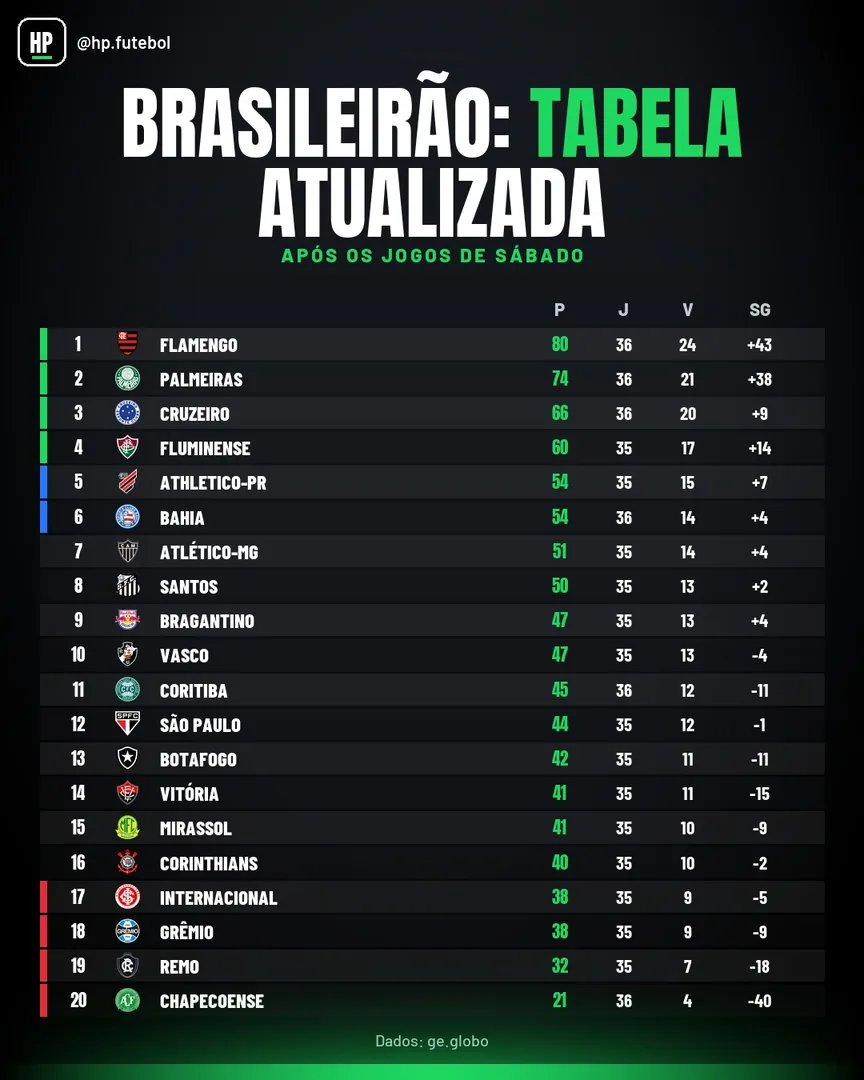 HP @hp.futebol
BRASILEIRÃO: TABELA
ATUALIZADA
APÓS OS JOGOS DE SÁBADO
P J V SG
1 FLAMENGO 80 36 24 +43
2 PALMEIRAS 74 36 21 +38
3 CRUZEIRO 66 36 20 +9
4 FLUMINENSE 60 35 17 +14
5 ATHLETICO-PR 54 35 15 +7
6 BAHIA 54 36 14 +4
7 ATLÉTICO-MG 51 35 14 +4
8 SANTOS 50 35 13 +2
9 BRAGANTINO 47 35 13 +4
10 VASCO 47 35 13 -4
11 CORITIBA 45 36 12 -11
12 SPFC SÃO PAULO 44 35 12 -1
13 BOTAFOGO 42 35 11 -11
14 VITÓRIA 41 35 11 -15
15 MIRASSOL 41 35 10 -9
16 CORINTHIANS 40 35 10 -2
17 INTERNACIONAL 38 35 9 -5
18 GRÊMIO 38 35 9 -9
19 REMO 32 35 7 -18
20 CHAPECOENSE 21 36 4 -40
Dados: ge.globo